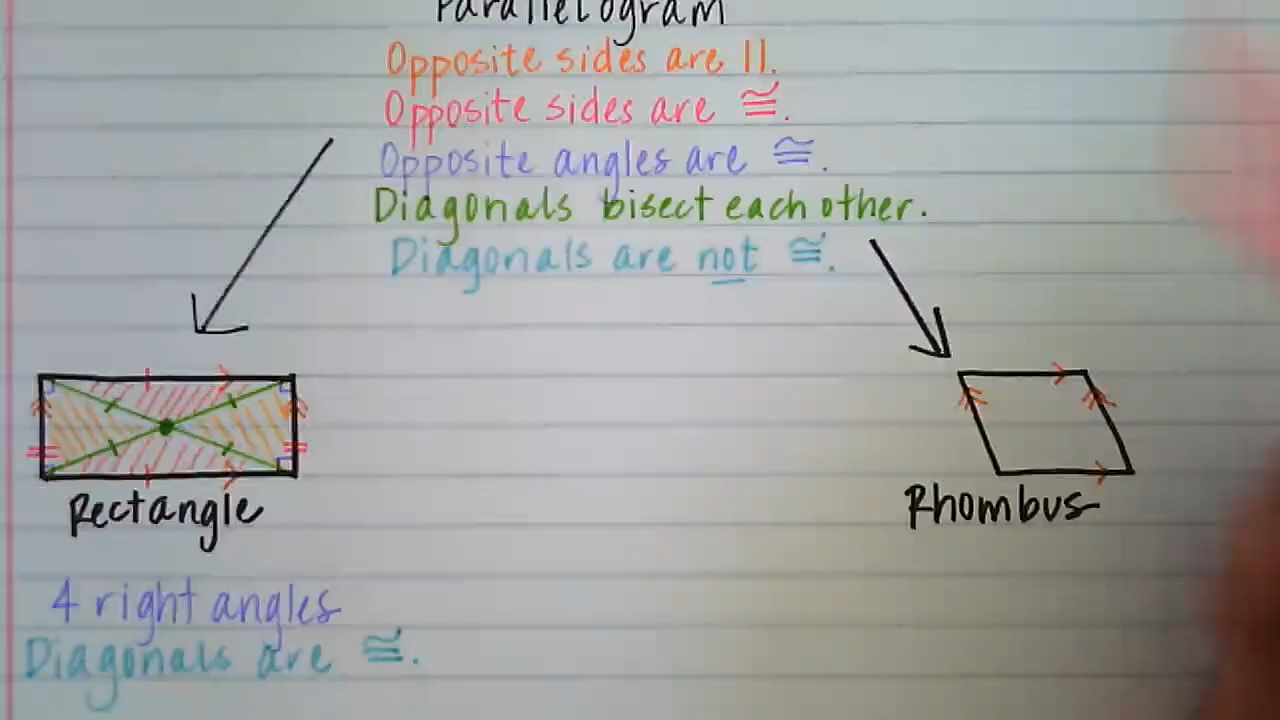 Parallelogram
Opposite sides are ||.
Opposite sides are ≅.
Opposite angles are ≅.
Diagonals bisect each other.
Diagonals are not ≅.
Rectangle
Rhombus
4 right angles
Diagonals are ≅.